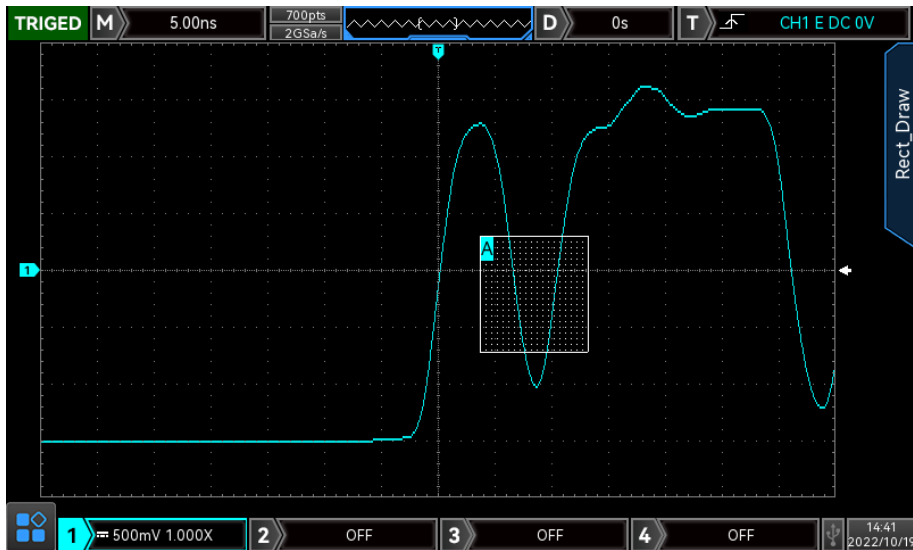 TRIGED M 5.00ns 700pts D 0s T CH1 E DC 0V
2GSa/s
T
Rect_Draw
A
1
1 500mV 1.000X 2 OFF 3 OFF 4 OFF 14:41
2022/10/19